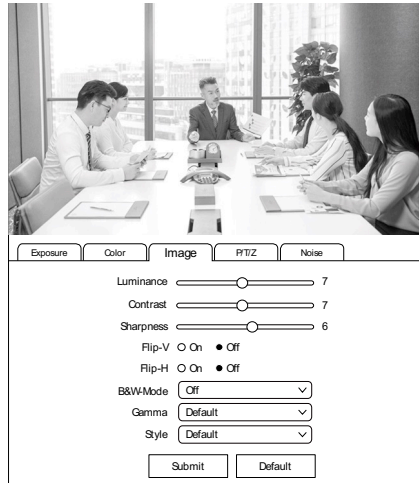 Exposure Color Image P/T/Z Noise
Luminance 7
Contrast 7
Sharpness 6
Flip-V On Off
Flip-H On Off
B&W-Mode Off
Gamma Default
Style Default
Submit Default